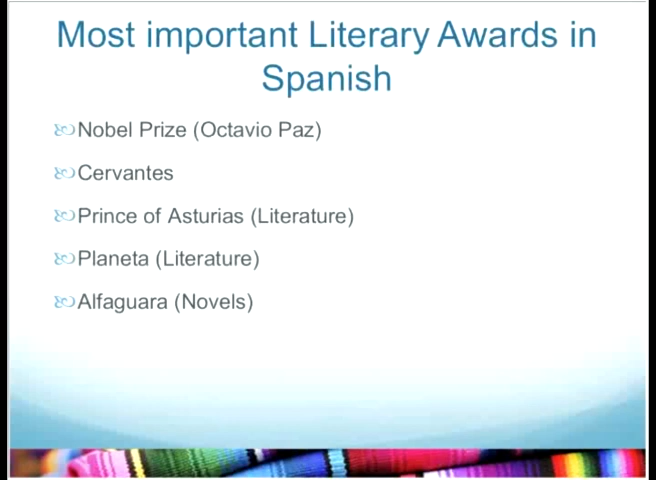 Most important Literary Awards in
Spanish
Nobel Prize (Octavio Paz)
Cervantes
Prince of Asturias (Literature)
Planeta (Literature)
Alfaguara (Novels)